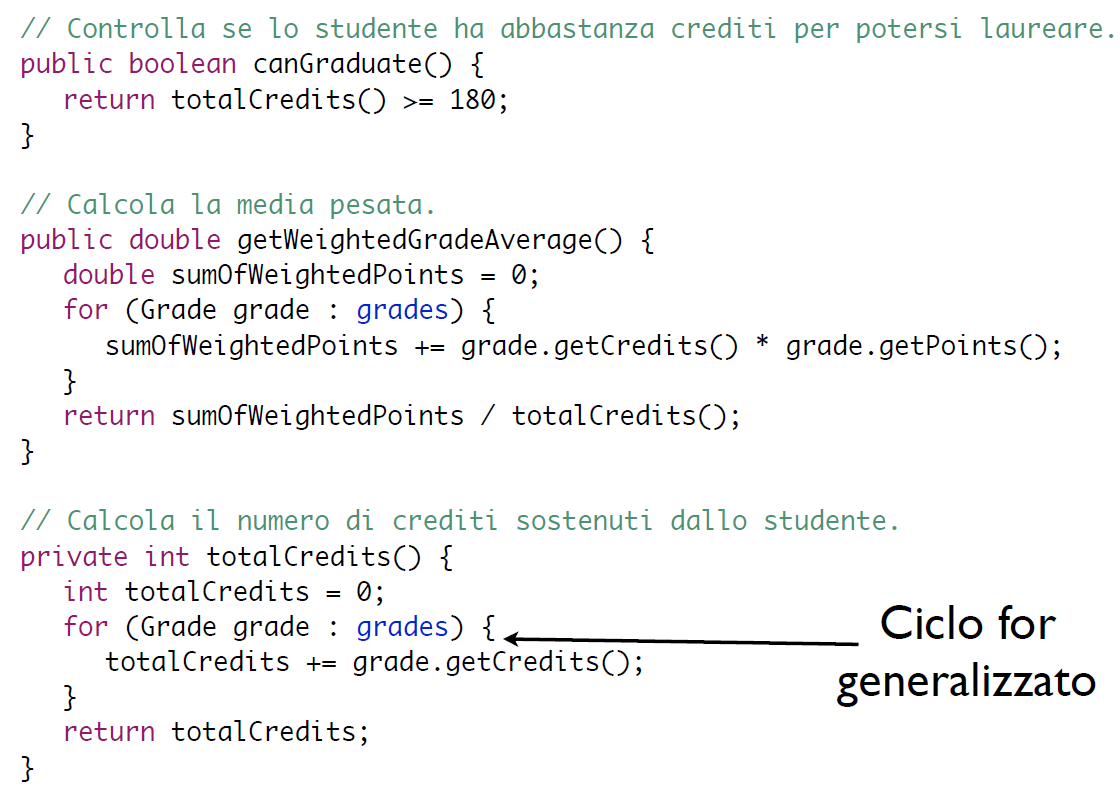 // Controlla se lo studente ha abbastanza crediti per potersi laureare.
public boolean canGraduate() {
return totalCredits() >= 180;
}
// Calcola la media pesata.
public double getWeightedGradeAverage() {
double sumOfWeightedPoints = 0;
for (Grade grade : grades) {
sumOfWeightedPoints += grade.getCredits() * grade.getPoints();
}
return sumOfWeightedPoints / totalCredits();
}
// Calcola il numero di crediti sostenuti dallo studente.
private int totalCredits() {
int totalCredits = 0;
for (Grade grade : grades) {
totalCredits += grade.getCredits();
}
return totalCredits;
}
Ciclo for
generalizzato